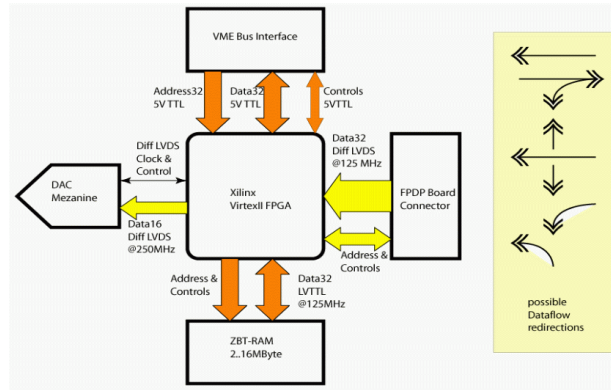 VME Bus Interface
Address32
5V TTL
Data32
5V TTL
Controls
5VTTL
Diff LVDS
Clock &
Control
Data32
Diff LVDS
@125 MHz
DAC
Mezanine
Xilinx
VirtexII FPGA
FPDP Board
Connector
Data16
Diff LVDS
@250MHz
Address &
Controls
Address &
Controls
Data32
LVTTL
@125MHz
ZBT-RAM
2..16MByte
possible
Dataflow
redirections